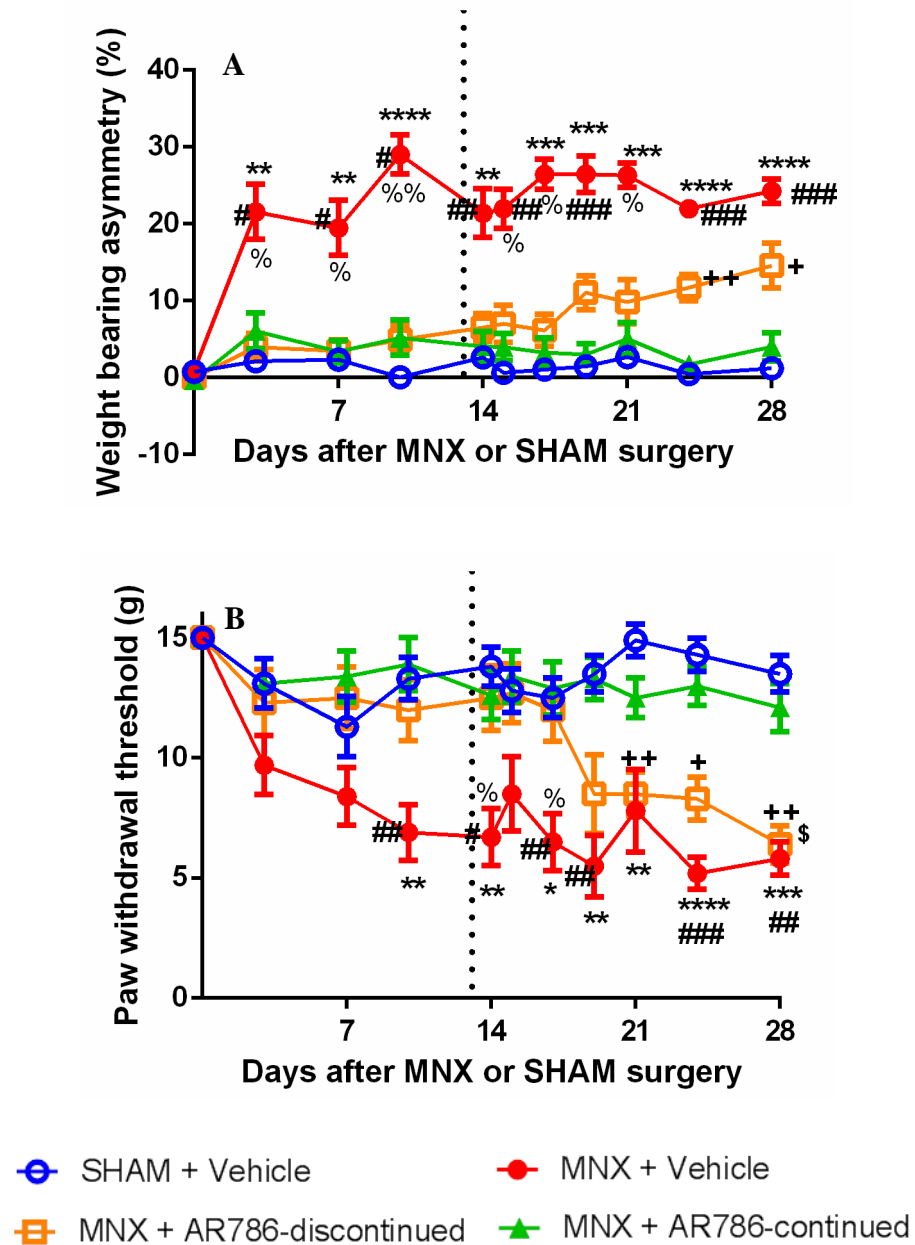 A
Weight bearing asymmetry (%)
40
30
20
10
0
-10
** ** **** ** *** *** *** **** ****
# # # ## ## ### ### ###
% % %% % % %
++ +
7 14 21 28
Days after MNX or SHAM surgery
B
Paw withdrawal threshold (g)
15
10
5
0
% % ++ + ++ $
## # ## ##
** ** * ** ** **** ***
### ##
7 14 21 28
Days after MNX or SHAM surgery
SHAM + Vehicle
MNX + Vehicle
MNX + AR786-discontinued
MNX + AR786-continued